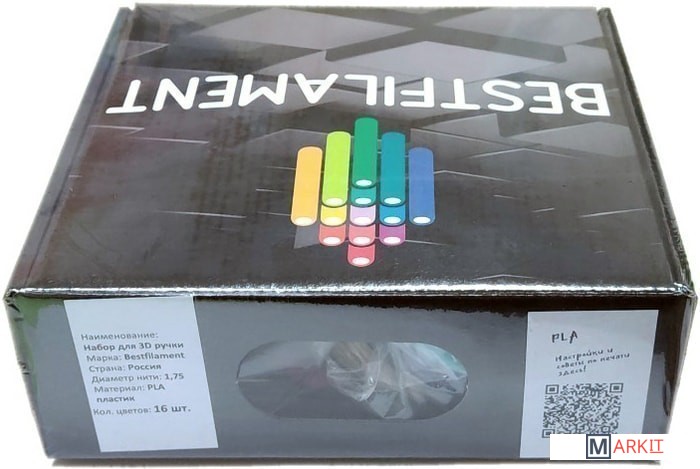 BESTFILAMENT
Наименование:
Набор для 3D ручки
Марка: Bestfilament
Страна: Россия
Диаметр нити: 1,75
Материал: PLA
пластик
Кол. цветов: 16 шт.
PLA
Настройки и
советы по печати
здесь!
MARKIT